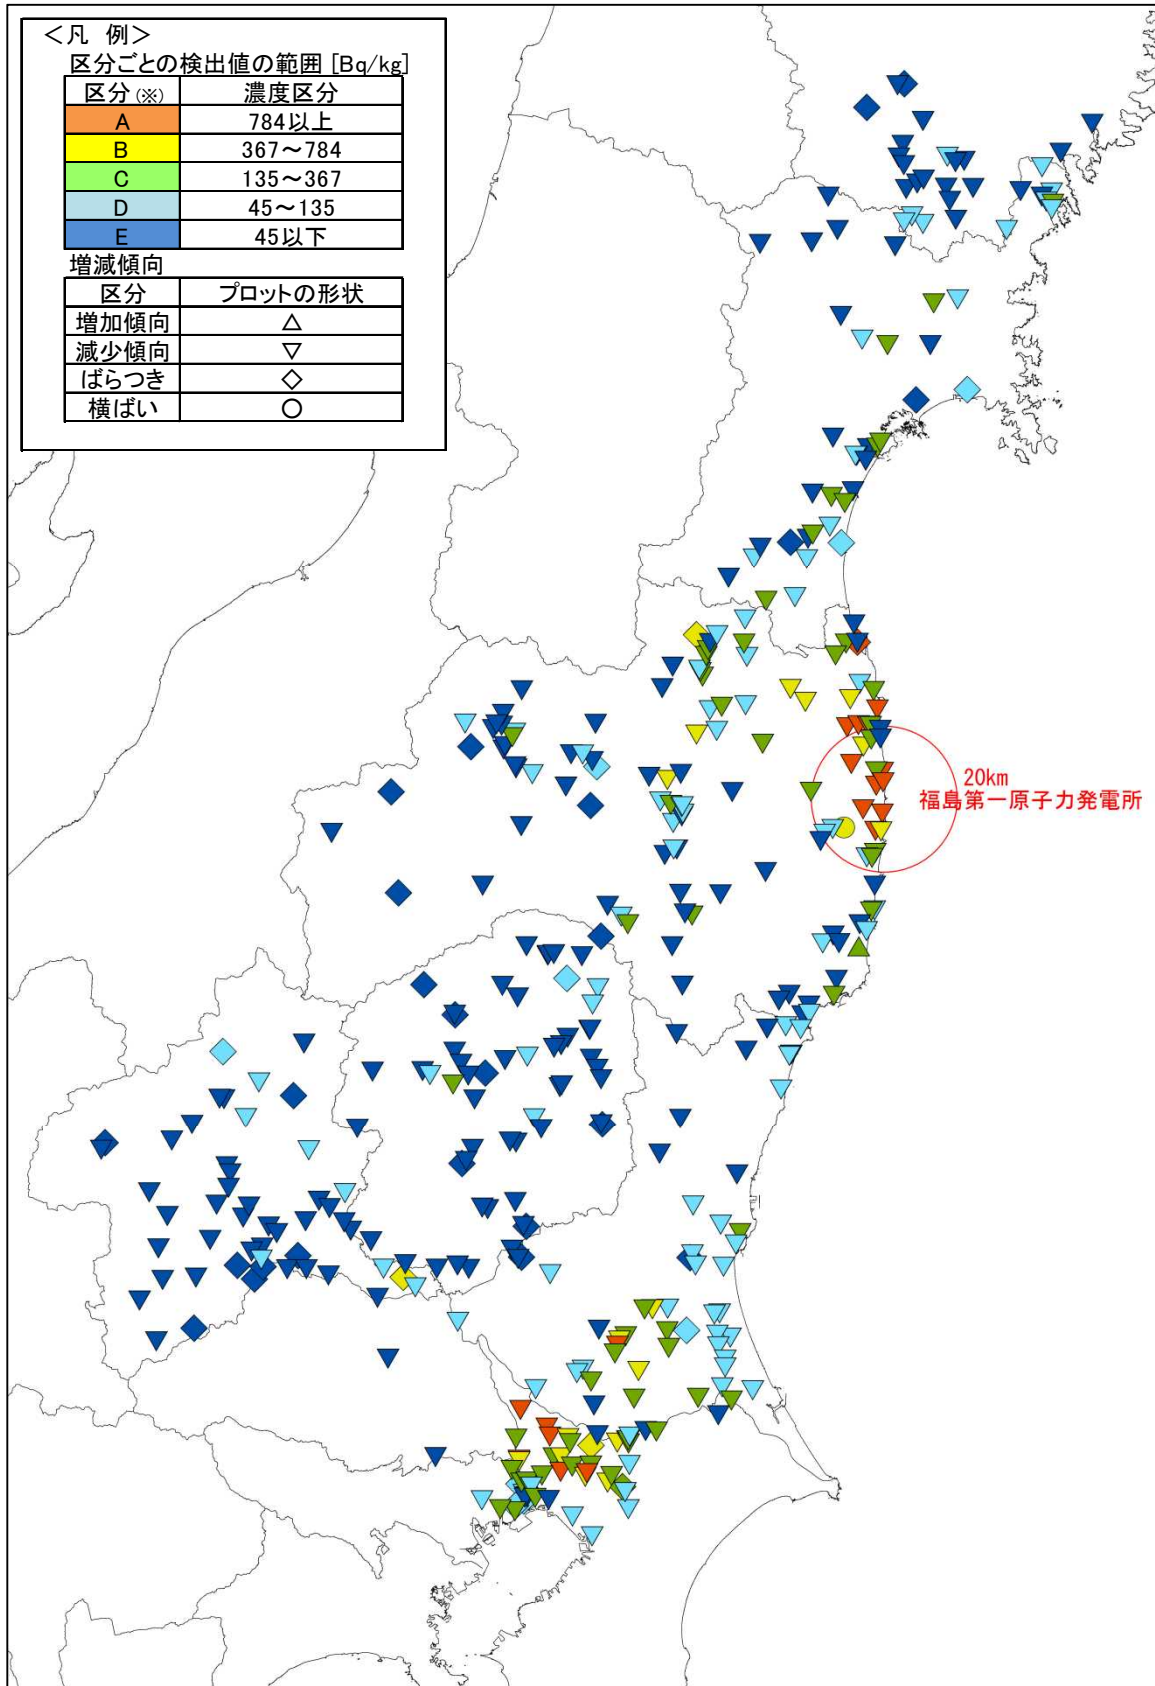 ＜凡 例＞
区分ごとの検出値の範囲 [Bq/kg]
区分(※) 濃度区分
A 784以上
B 367～784
C 135～367
D 45～135
E 45以下
増減傾向
区分 プロットの形状
増加傾向 △
減少傾向 ▽
ばらつき ◇
横ばい ○
20km
福島第一原子力発電所